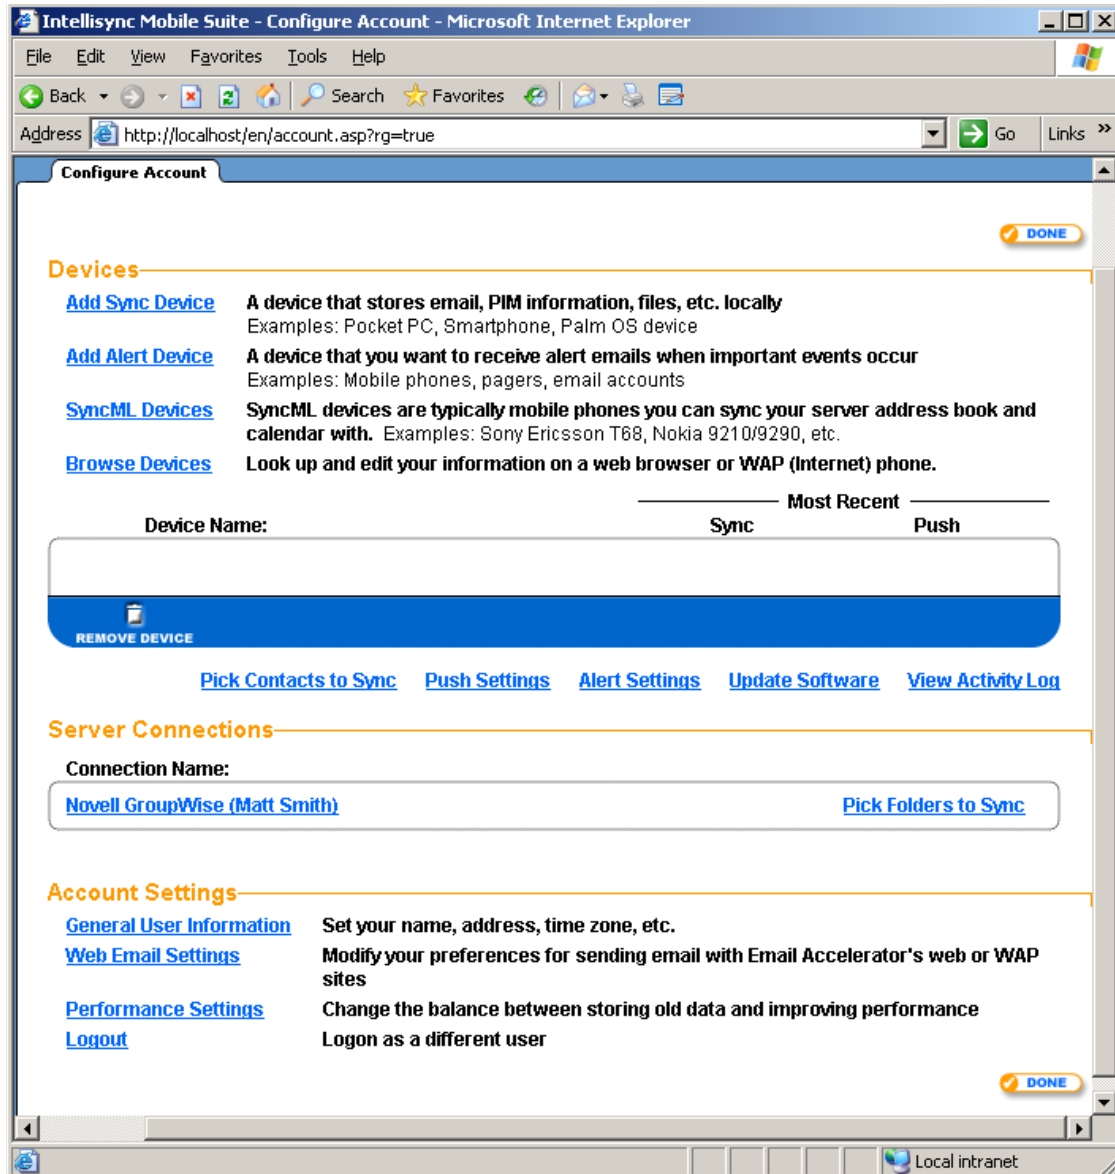 Intellisync Mobile Suite - Configure Account - Microsoft Internet Explorer
File Edit View Favorites Tools Help
Back Search Favorites
Address http://localhost/en/account.asp?rg=true Go Links »
Configure Account
DONE
Devices
Add Sync Device A device that stores email, PIM information, files, etc. locally
Examples: Pocket PC, Smartphone, Palm OS device
Add Alert Device A device that you want to receive alert emails when important events occur
Examples: Mobile phones, pagers, email accounts
SyncML Devices SyncML devices are typically mobile phones you can sync your server address book and
calendar with. Examples: Sony Ericsson T68, Nokia 9210/9290, etc.
Browse Devices Look up and edit your information on a web browser or WAP (Internet) phone.
Most Recent
Device Name: Sync Push
REMOVE DEVICE
Pick Contacts to Sync Push Settings Alert Settings Update Software View Activity Log
Server Connections
Connection Name:
Novell GroupWise (Matt Smith) Pick Folders to Sync
Account Settings
General User Information Set your name, address, time zone, etc.
Web Email Settings Modify your preferences for sending email with Email Accelerator's web or WAP
sites
Performance Settings Change the balance between storing old data and improving performance
Logout Logon as a different user
DONE
Local intranet